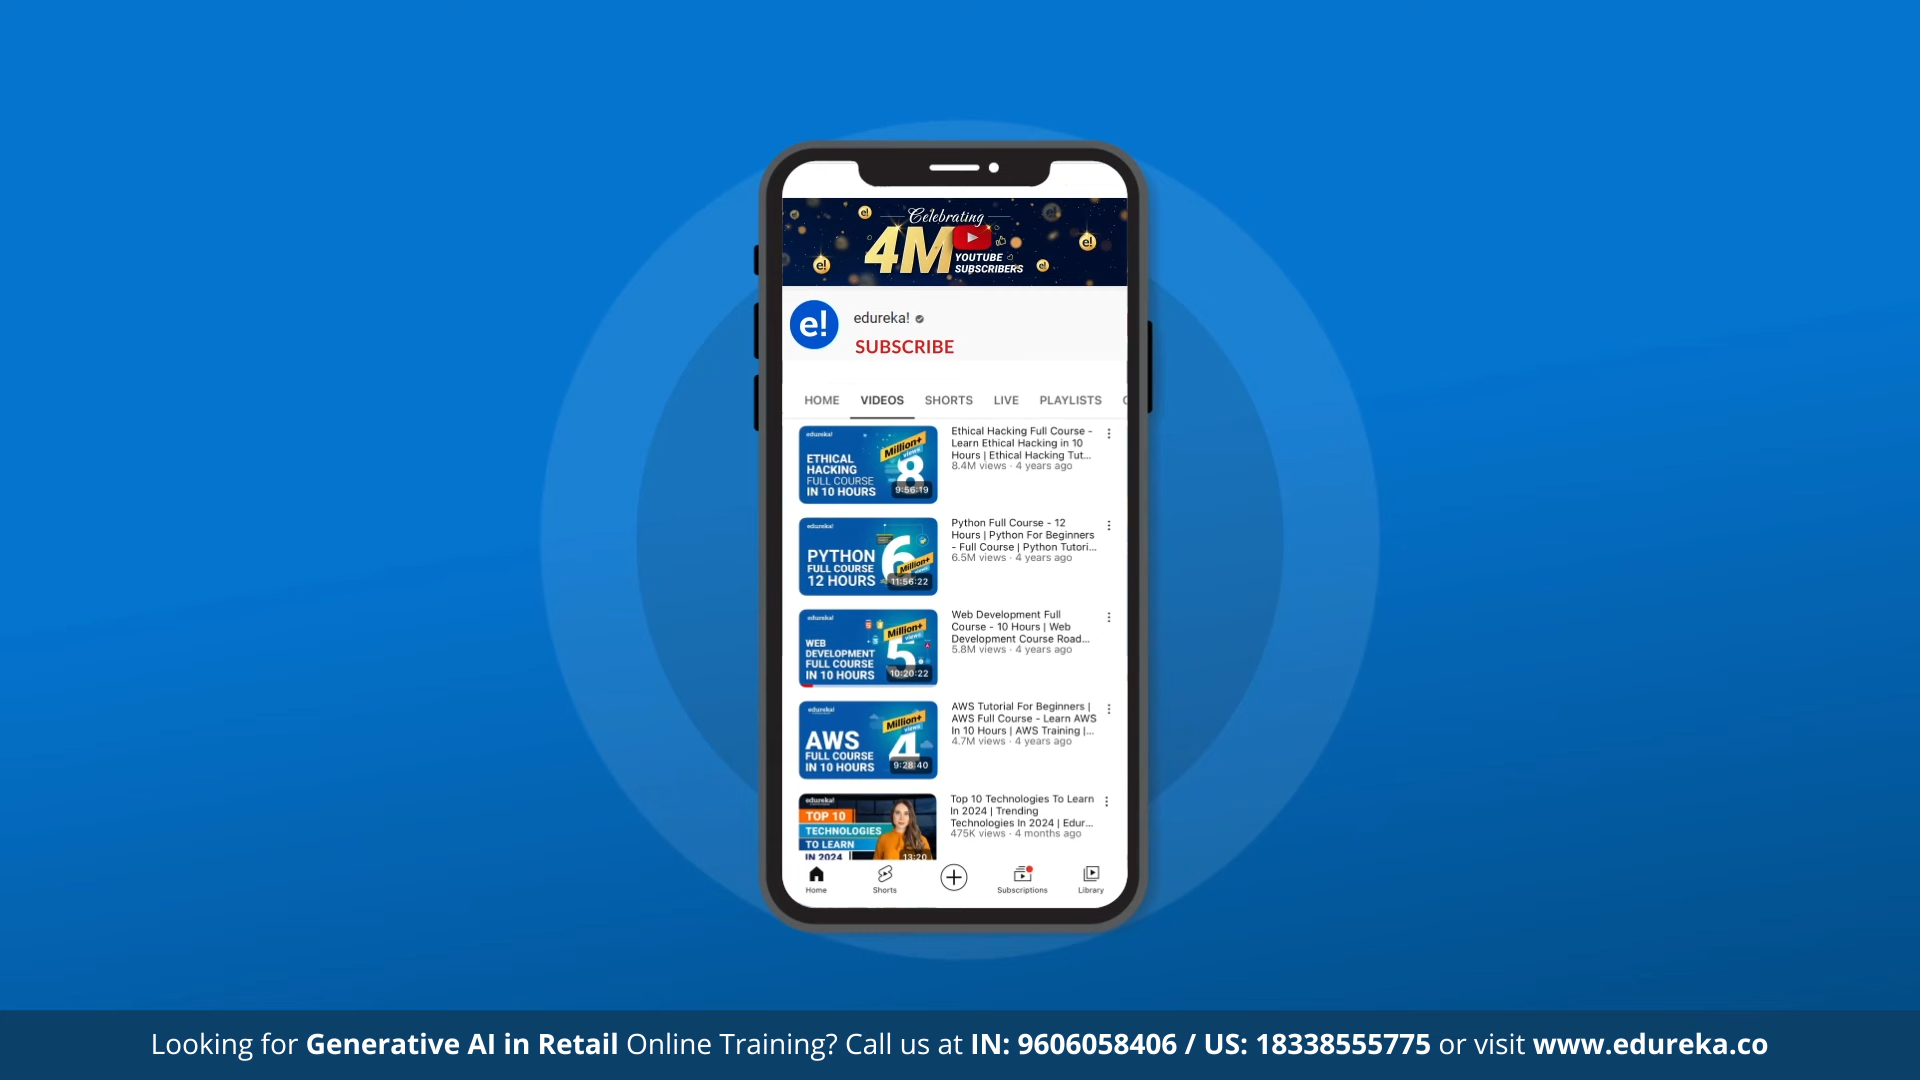 Celebrating
4M
YOUTUBE
SUBSCRIBERS
e!
edureka!
SUBSCRIBE
HOME VIDEOS SHORTS LIVE PLAYLISTS
edureka!
Million+
views
8
ETHICAL
HACKING
FULL COURSE
IN 10 HOURS
9:56:19
Ethical Hacking Full Course -
Learn Ethical Hacking in 10
Hours | Ethical Hacking Tut...
8.4M views · 4 years ago
edureka!
6
Million+
PYTHON
FULL COURSE
12 HOURS
11:56:22
Python Full Course - 12
Hours | Python For Beginners
- Full Course | Python Tutori...
6.5M views · 4 years ago
edureka!
Million+
views
5
WEB
DEVELOPMENT
FULL COURSE
IN 10 HOURS
10:20:22
Web Development Full
Course - 10 Hours | Web
Development Course Road...
5.8M views · 4 years ago
edureka!
Million+
views
4
AWS
FULL COURSE
IN 10 HOURS
9:28:40
AWS Tutorial For Beginners |
AWS Full Course - Learn AWS
In 10 Hours | AWS Training |...
4.7M views · 4 years ago
edureka!
TOP 10
TECHNOLOGIES
TO LEARN
IN 2024
13:20
Top 10 Technologies To Learn
In 2024 | Trending
Technologies In 2024 | Edur...
475K views · 4 months ago
Home Shorts Subscriptions Library
Looking for Generative AI in Retail Online Training? Call us at IN: 9606058406 / US: 18338555775 or visit www.edureka.co